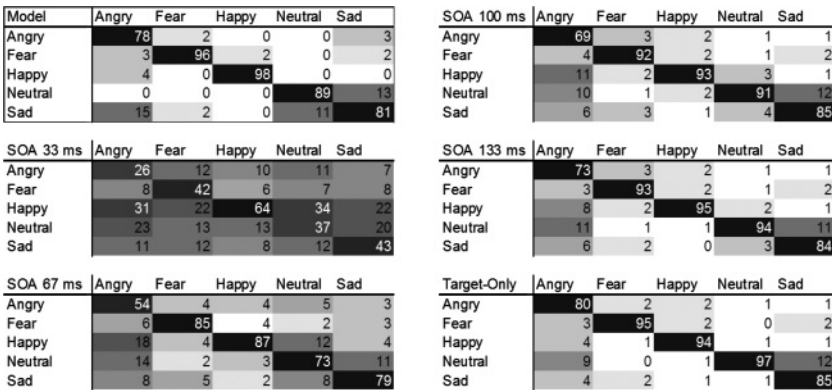 Model Angry Fear Happy Neutral Sad
Angry 78 2 0 0 3
Fear 3 96 2 0 2
Happy 4 0 98 0 0
Neutral 0 0 0 89 13
Sad 15 2 0 11 81
SOA 33 ms Angry Fear Happy Neutral Sad
Angry 26 12 10 11 7
Fear 8 42 6 7 8
Happy 31 22 64 34 22
Neutral 23 13 13 37 20
Sad 11 12 8 12 43
SOA 67 ms Angry Fear Happy Neutral Sad
Angry 54 4 4 5 3
Fear 6 85 4 2 3
Happy 18 4 87 12 4
Neutral 14 2 3 73 11
Sad 8 5 2 8 79
SOA 100 ms Angry Fear Happy Neutral Sad
Angry 69 3 2 1 1
Fear 4 92 2 1 2
Happy 11 2 93 3 1
Neutral 10 1 2 91 12
Sad 6 3 1 4 85
SOA 133 ms Angry Fear Happy Neutral Sad
Angry 73 3 2 1 1
Fear 3 93 2 1 2
Happy 8 2 95 2 1
Neutral 11 1 1 94 11
Sad 6 2 0 3 84
Target-Only Angry Fear Happy Neutral Sad
Angry 80 2 2 1 1
Fear 3 95 2 0 2
Happy 4 1 94 1 1
Neutral 9 0 1 97 12
Sad 4 2 1 1 85